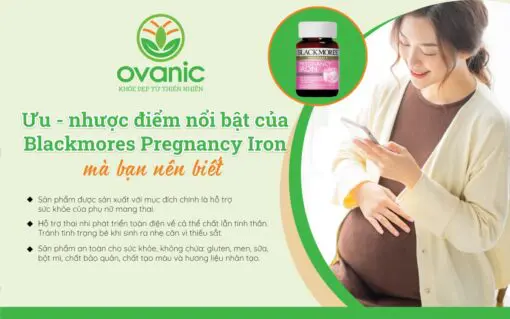 ovanic
KHỎE ĐẸP TỪ THIÊN NHIÊN
BLACKMORES
PREGNANCY
IRON
Ưu - nhược điểm nổi bật của
Blackmores Pregnancy Iron
mà bạn nên biết
Sản phẩm được sản xuất với mục đích chính là hỗ trợ
sức khỏe của phụ nữ mang thai.
Hỗ trợ thai nhi phát triển toàn diện về cả thể chất lẫn tinh thần.
Tránh tình trạng bé khi sinh ra nhẹ cân vì thiếu sắt.
Sản phẩm an toàn cho sức khỏe, không chứa: gluten, men, sữa,
bột mì, chất bảo quản, chất tạo màu và hương liệu nhân tạo.